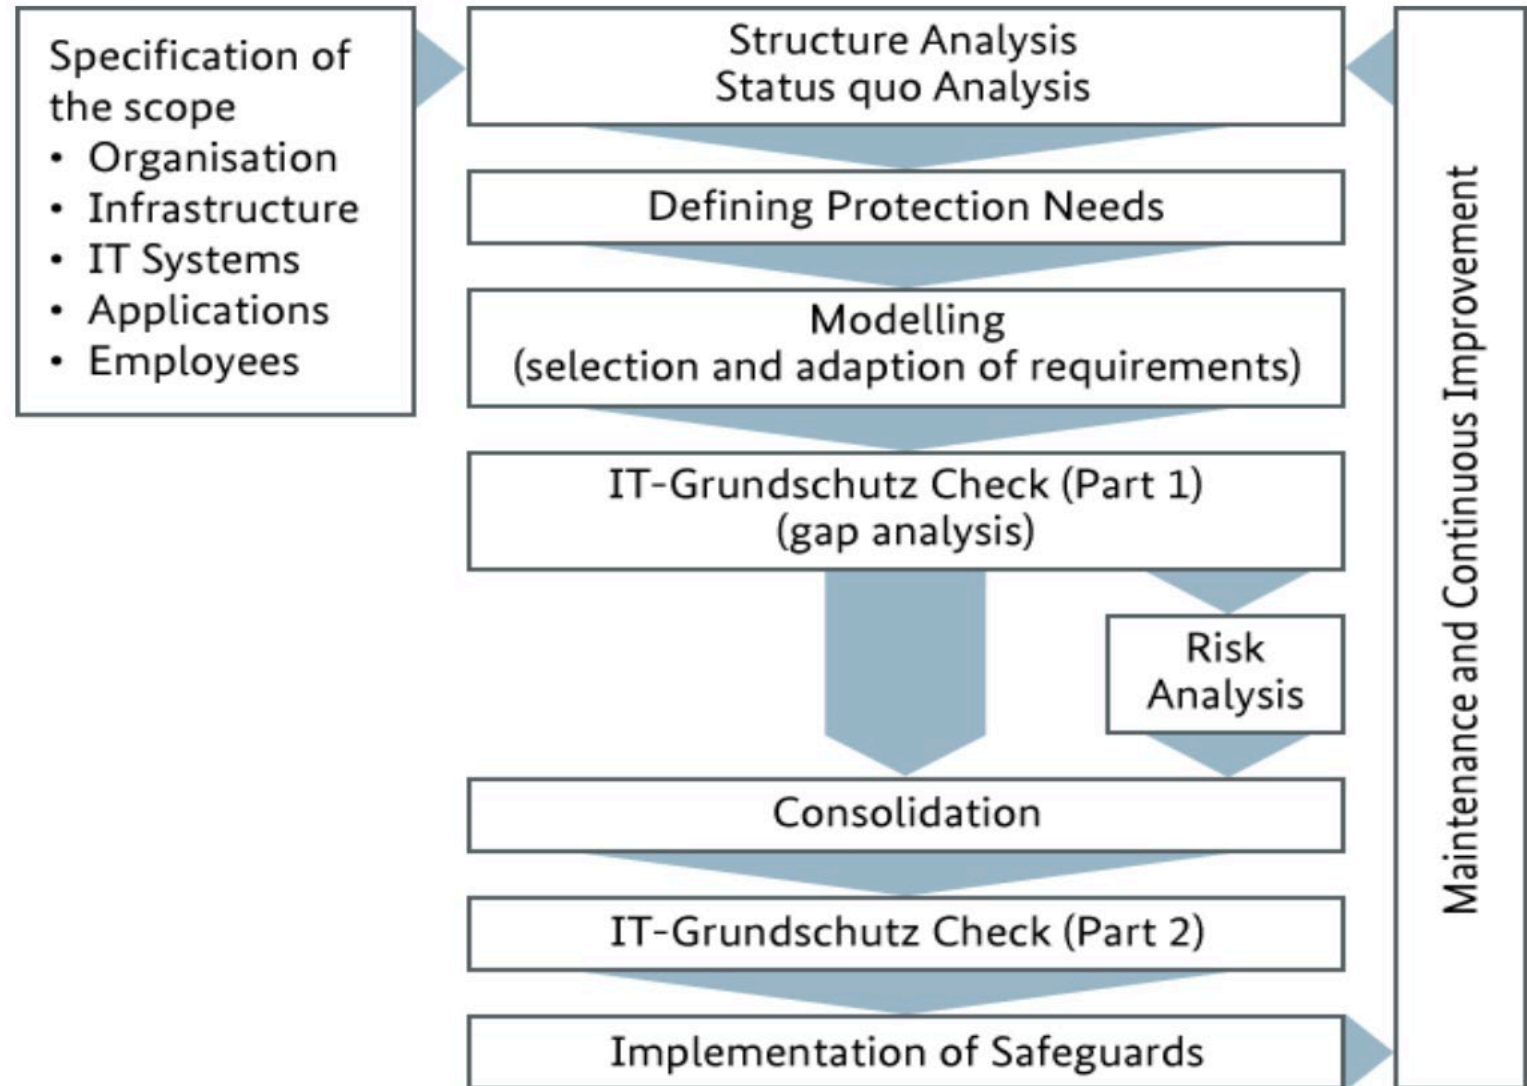 Specification of
the scope
• Organisation
• Infrastructure
• IT Systems
• Applications
• Employees
Structure Analysis
Status quo Analysis
Defining Protection Needs
Modelling
(selection and adaption of requirements)
IT-Grundschutz Check (Part 1)
(gap analysis)
Risk
Analysis
Consolidation
IT-Grundschutz Check (Part 2)
Implementation of Safeguards
Maintenance and Continuous Improvement